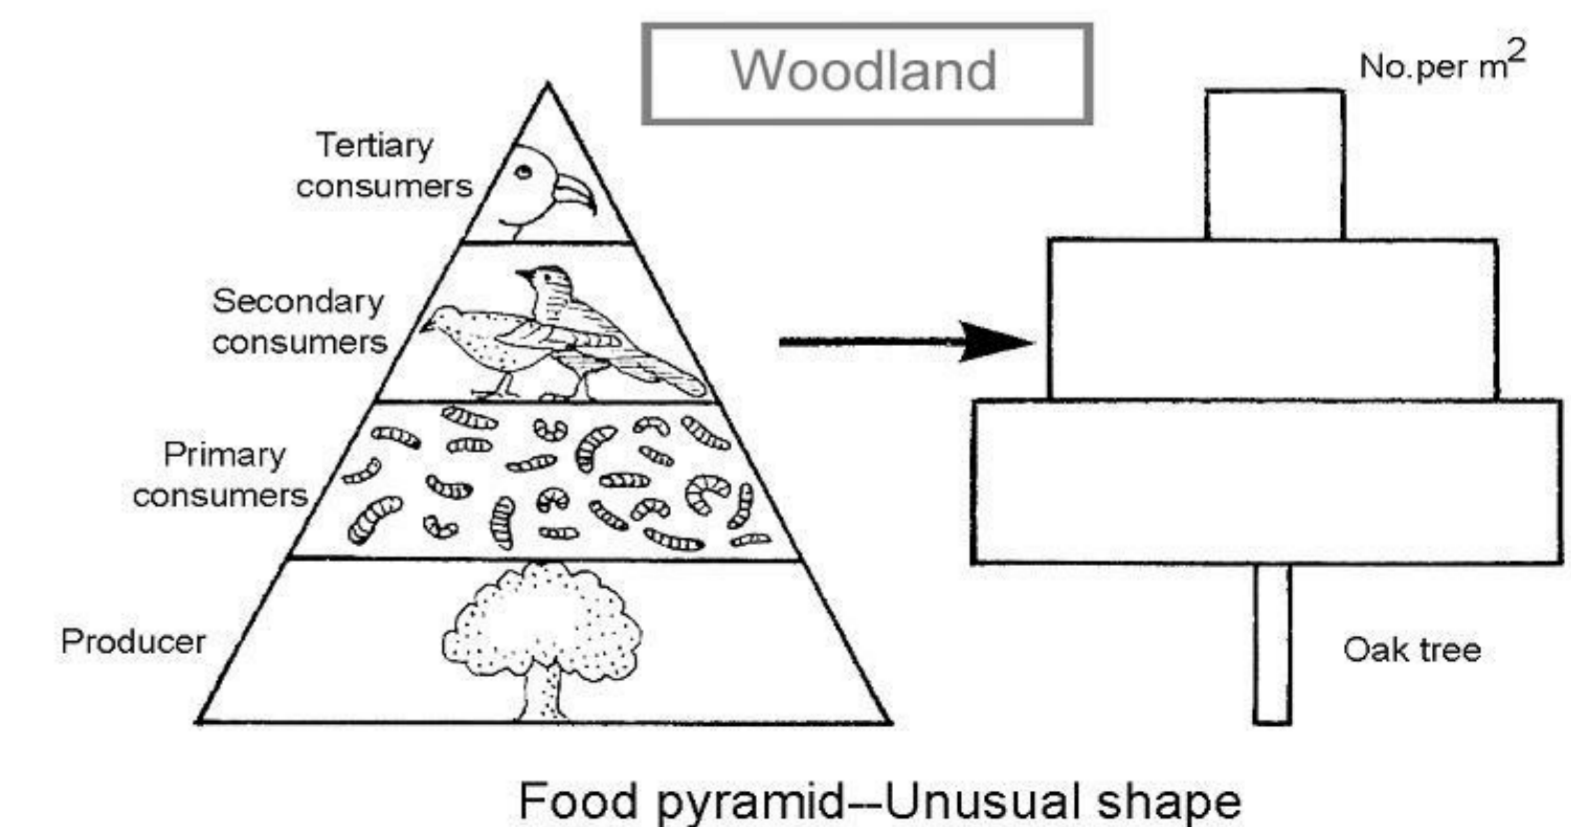 Woodland
No.per m2
Tertiary
consumers
Secondary
consumers
Primary
consumers
Producer
Oak tree
Food pyramid--Unusual shape